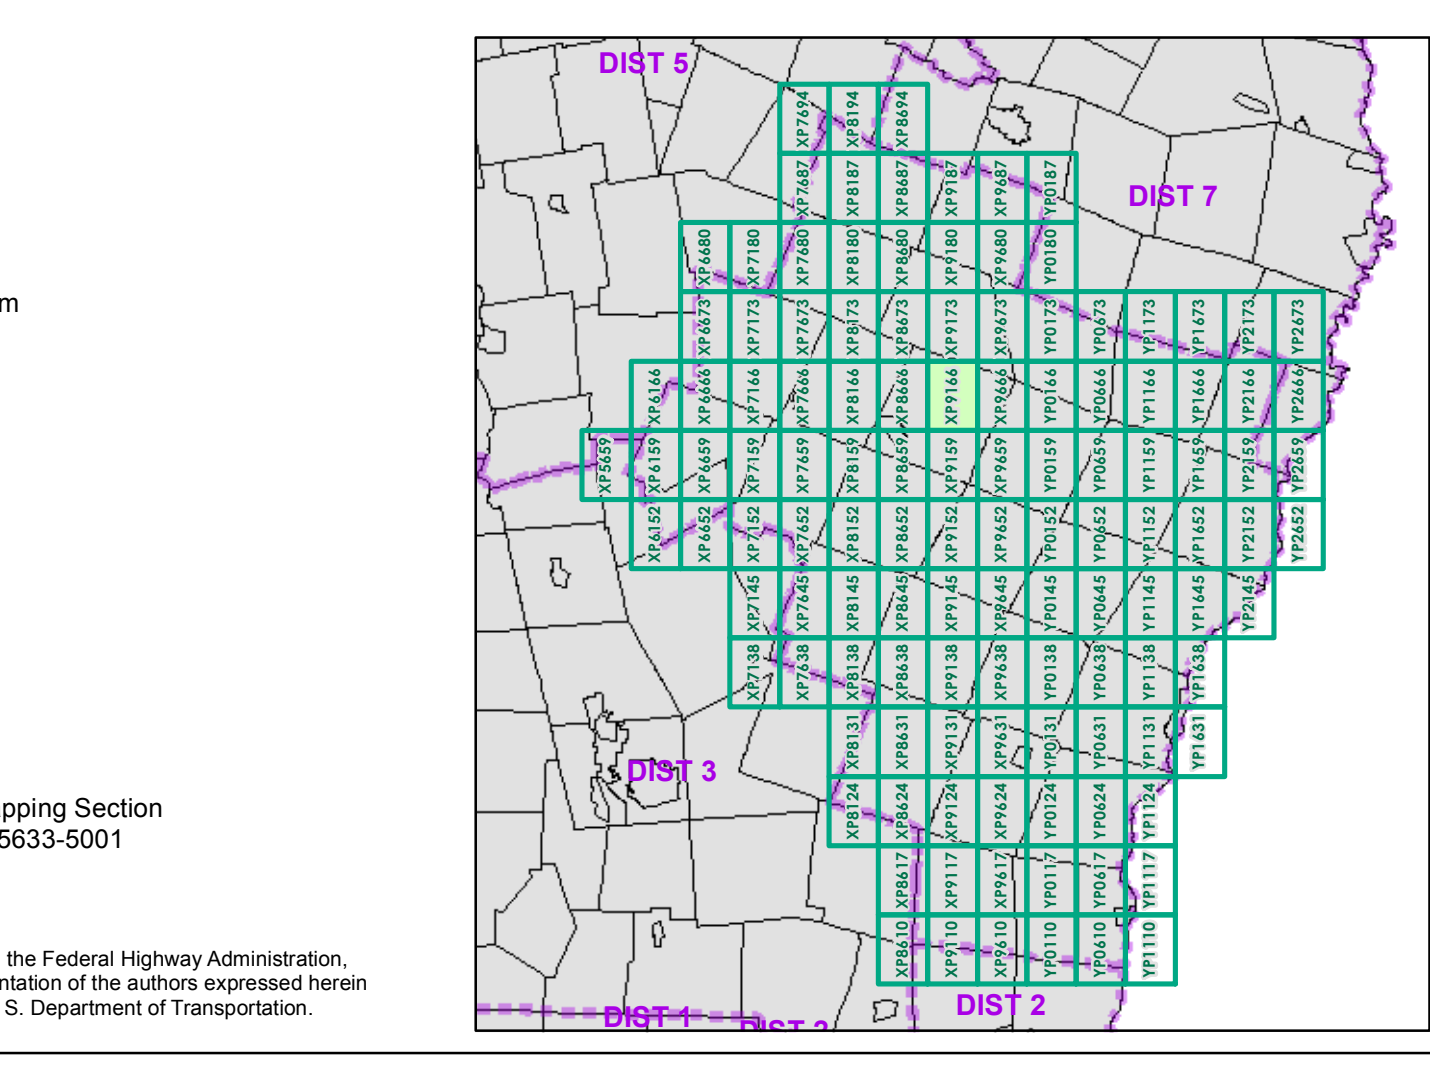 m
pping Section
5633-5001
the Federal Highway Administration,
ntation of the authors expressed herein
S. Department of Transportation.
DIST 5
XP7694 XP8194 XP8694
XP7687 XP8187 XP8687 XP9187 XP9687 YP0187
DIST 7
XP6680 XP7180 XP7680 XP8180 XP8680 XP9180 XP9680 YP0180
XP6673 XP7173 XP7673 XP8173 XP8673 XP9173 XP9673 YP0173 YP0673 YP1173 YP1673 YP2173 YP2673
XP6166 XP6666 XP7166 XP7666 XP8166 XP8666 XP9166 XP9666 YP0166 YP0666 YP1166 YP1666 YP2166 YP2666
XP5659 XP6159 XP6659 XP7159 XP7659 XP8159 XP8659 XP9159 XP9659 YP0159 YP0659 YP1159 YP1659 YP2159 YP2659
XP6152 XP6652 XP7152 XP7652 XP8152 XP8652 XP9152 XP9652 YP0152 YP0652 YP1152 YP1652 YP2152 YP2652
XP7145 XP7645 XP8145 XP8645 XP9145 XP9645 YP0145 YP0645 YP1145 YP1645 YP2145
XP7138 XP7638 XP8138 XP8638 XP9138 XP9638 YP0138 YP0638 YP1138 YP1638
XP8131 XP8631 XP9131 XP9631 YP0131 YP0631 YP1131 YP1631
DIST 3
XP8124 XP8624 XP9124 XP9624 YP0124 YP0624 YP1124
XP8617 XP9117 XP9617 YP0117 YP0617 YP1117
XP8610 XP9110 XP9610 YP0110 YP0610 YP1110
DIST 2
DIST 1
DIST 2